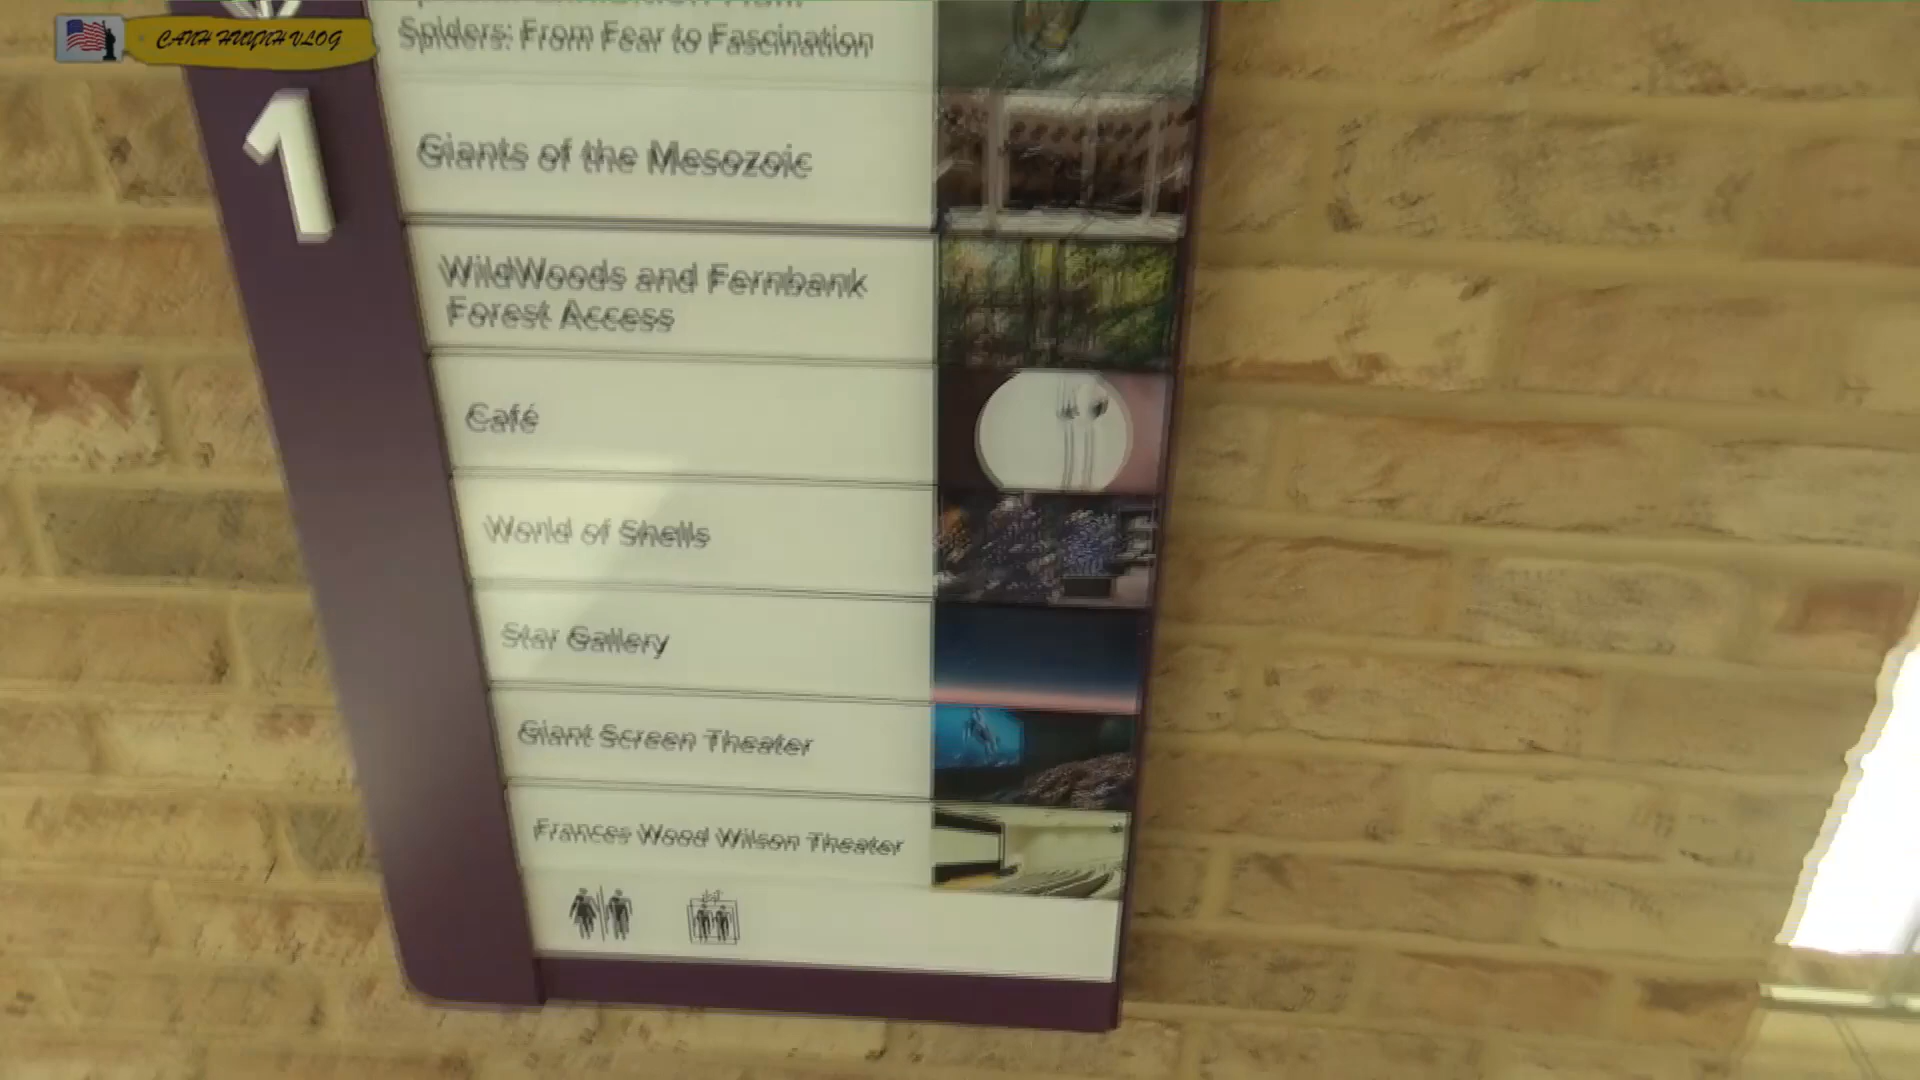 CANH HUYNH VLOG
Spiders: From Fear to Fascination
1
Giants of the Mesozoic
WildWoods and Fernbank
Forest Access
Café
World of Shells
Star Gallery
Giant Screen Theater
Frances Wood Wilson Theater